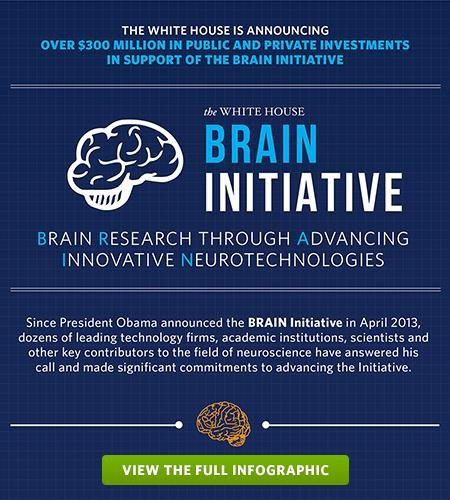 THE WHITE HOUSE IS ANNOUNCING
OVER $300 MILLION IN PUBLIC AND PRIVATE INVESTMENTS
IN SUPPORT OF THE BRAIN INITIATIVE
the WHITE HOUSE
BRAIN
INITIATIVE
BRAIN RESEARCH THROUGH ADVANCING
INNOVATIVE NEUROTECHNOLOGIES
Since President Obama announced the BRAIN Initiative in April 2013,
dozens of leading technology firms, academic institutions, scientists and
other key contributors to the field of neuroscience have answered his
call and made significant commitments to advancing the Initiative.
VIEW THE FULL INFOGRAPHIC